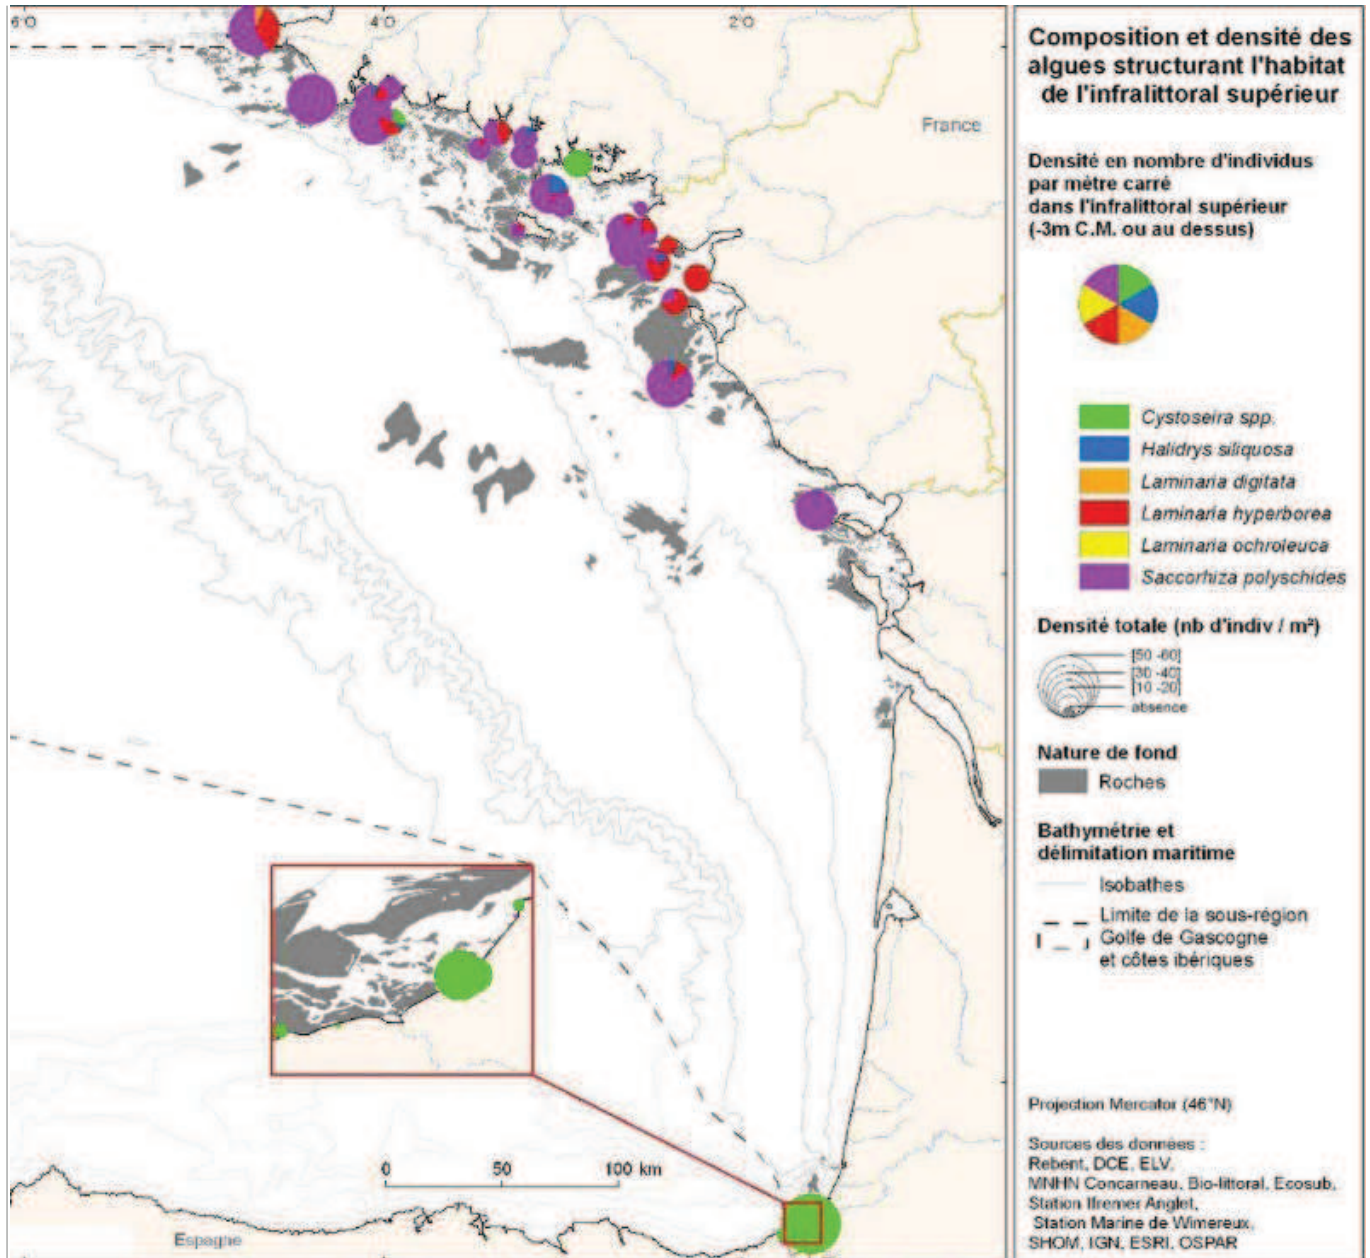 6°0
4°0
2°0
France
Espagne
0 50 100 km
Composition et densité des
algues structurant l'habitat
de l'infralittoral supérieur
Densité en nombre d'individus
par mètre carré
dans l'infralittoral supérieur
(-3m C.M. ou au dessus)
Cystoseira spp.
Halidrys siliquosa
Laminaria digitata
Laminaria hyperborea
Laminaria ochroleuca
Saccorhiza polyschides
Densité totale (nb d'indiv / m²)
[50 -60]
[30 -40]
[10 -20]
absence
Nature de fond
Roches
Bathymétrie et
délimitation maritime
Isobathes
Limite de la sous-région
Golfe de Gascogne
et côtes ibériques
Projection Mercator (46°N)
Sources des données :
Rebent, DCE, ELV,
MNHN Concarneau, Bio-littoral, Ecosub,
Station Ifremer Anglet,
Station Marine de Wimereux,
SHOM, IGN, ESRI, OSPAR